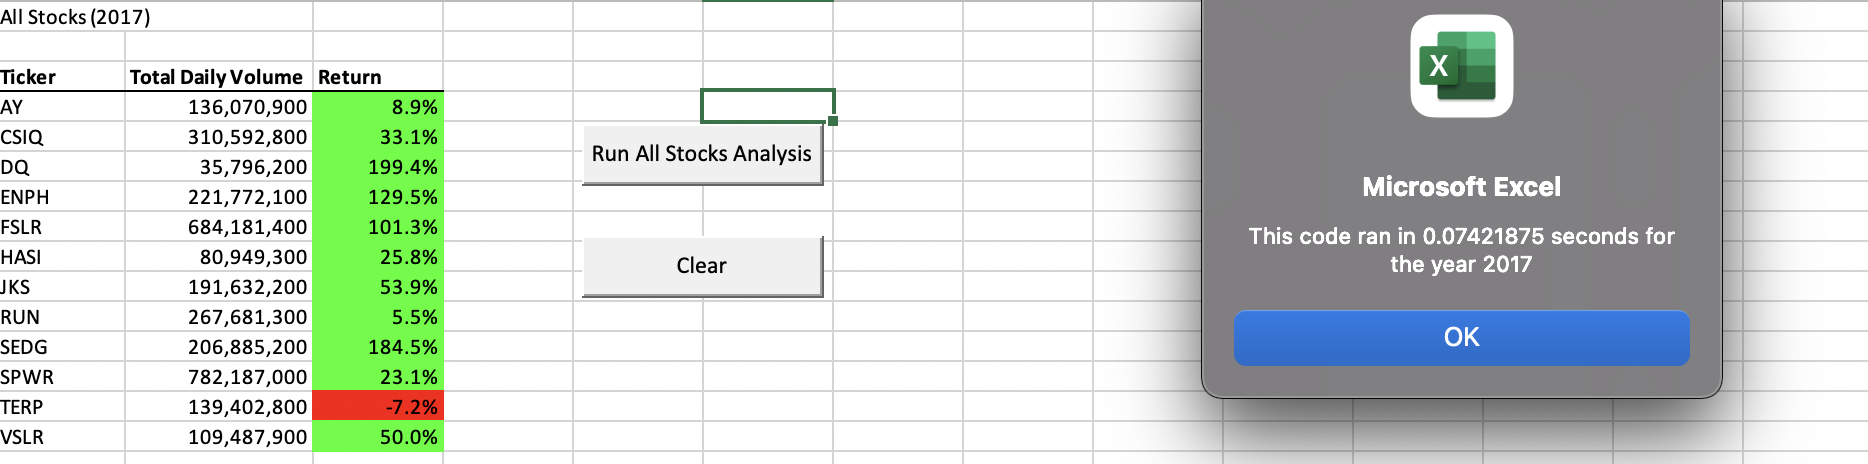 All Stocks (2017)
Ticker Total Daily Volume Return
AY 136,070,900 8.9%
CSIQ 310,592,800 33.1%
DQ 35,796,200 199.4%
ENPH 221,772,100 129.5%
FSLR 684,181,400 101.3%
HASI 80,949,300 25.8%
JKS 191,632,200 53.9%
RUN 267,681,300 5.5%
SEDG 206,885,200 184.5%
SPWR 782,187,000 23.1%
TERP 139,402,800 -7.2%
VSLR 109,487,900 50.0%
Run All Stocks Analysis
Clear
X
Microsoft Excel
This code ran in 0.07421875 seconds for
the year 2017
OK